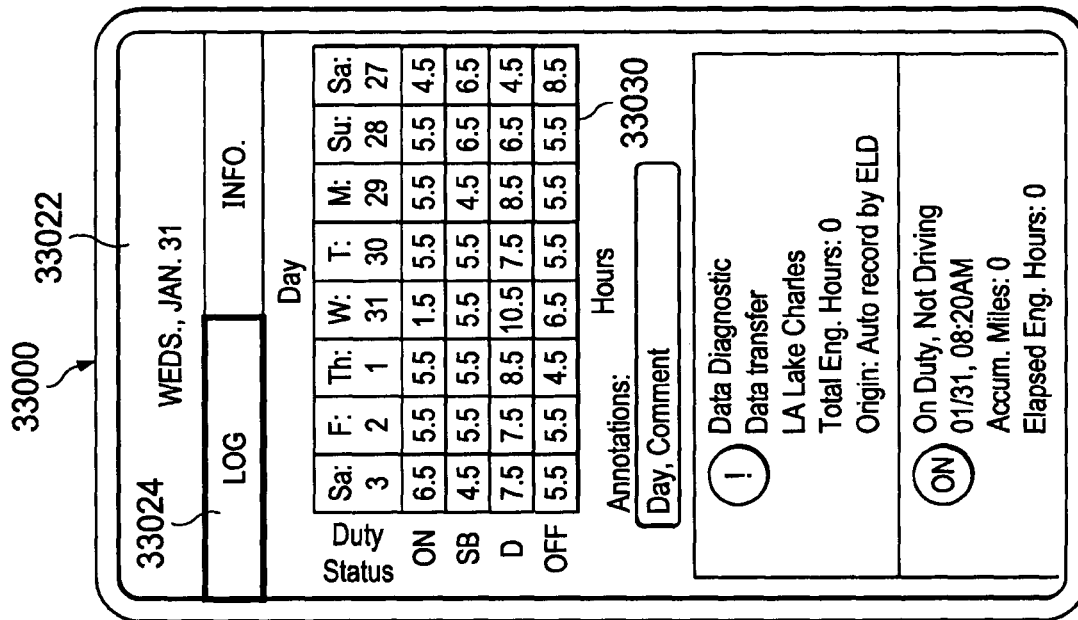 33000
33022
33024
WEDS., JAN. 31
LOG INFO.
Day
Duty Status Sa: 3 F: 2 Th: 1 W: 31 T: 30 M: 29 Su: 28 Sa: 27
ON 6.5 5.5 5.5 1.5 5.5 5.5 5.5 4.5
SB 4.5 5.5 5.5 5.5 5.5 4.5 6.5 6.5
D 7.5 7.5 8.5 10.5 7.5 8.5 6.5 4.5
OFF 5.5 5.5 4.5 6.5 5.5 5.5 5.5 8.5
Hours
33030
Annotations:
Day, Comment
! Data Diagnostic
Data transfer
LA Lake Charles
Total Eng. Hours: 0
Origin: Auto record by ELD
ON On Duty, Not Driving
01/31, 08:20AM
Accum. Miles: 0
Elapsed Eng. Hours: 0